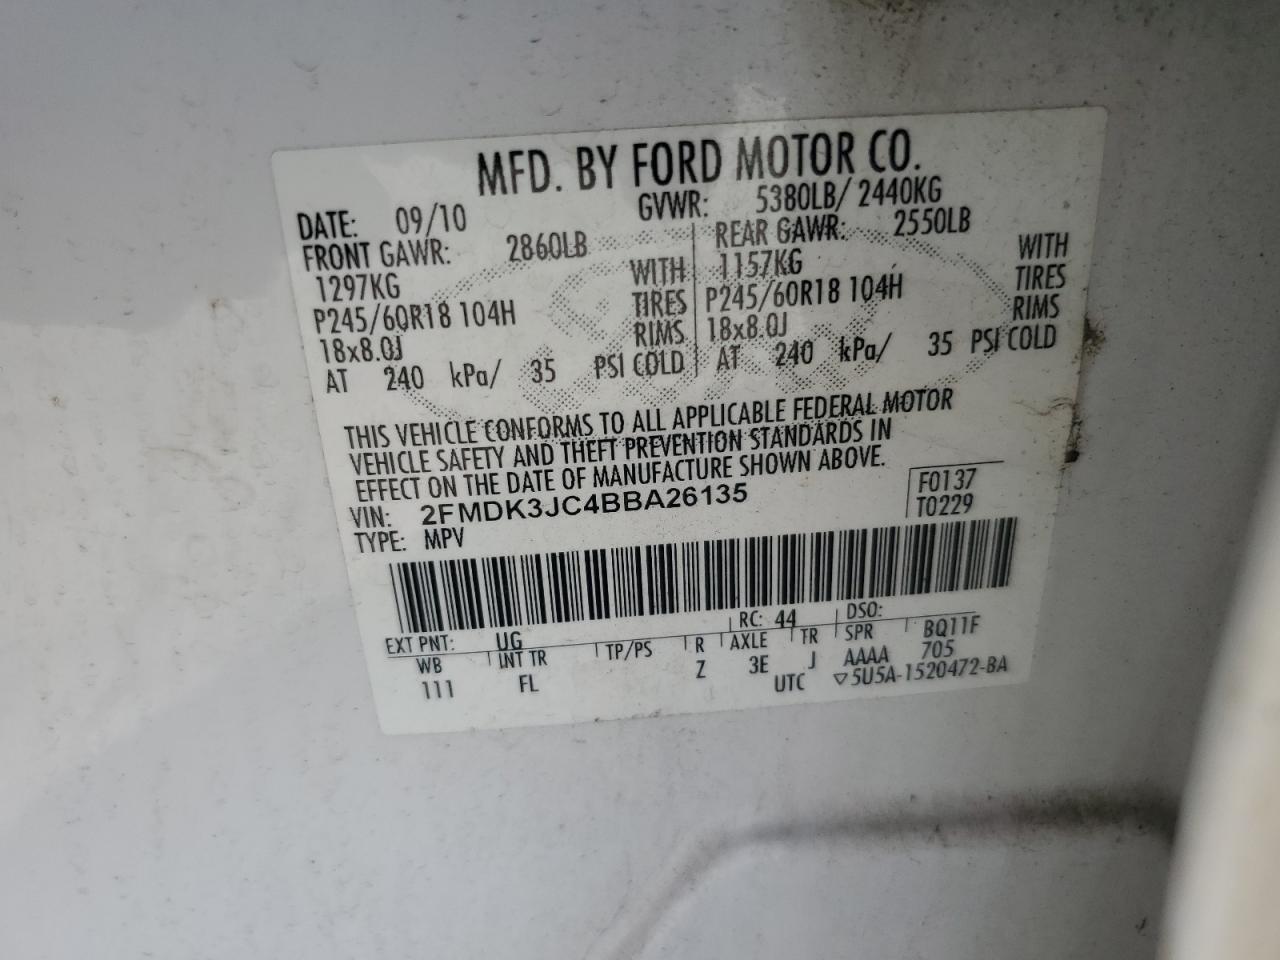 MFD. BY FORD MOTOR CO.
DATE: 09/10 GVWR: 5380LB/ 2440KG
FRONT GAWR: 2860LB REAR GAWR: 2550LB
1297KG WITH 1157KG WITH
P245/60R18 104H TIRES P245/60R18 104H TIRES
18x8.0J RIMS 18x8.0J RIMS
AT 240 kPa/ 35 PSI COLD AT 240 kPa/ 35 PSI COLD
THIS VEHICLE CONFORMS TO ALL APPLICABLE FEDERAL MOTOR
VEHICLE SAFETY AND THEFT PREVENTION STANDARDS IN
EFFECT ON THE DATE OF MANUFACTURE SHOWN ABOVE.
VIN: 2FMDK3JC4BBA26135 F0137
TYPE: MPV T0229
EXT PNT: UG RC: 44 DSO:
WB INT TR TP/PS R AXLE TR SPR BQ11F
111 FL Z 3E J AAAA 705
UTC ▽5U5A-1520472-BA